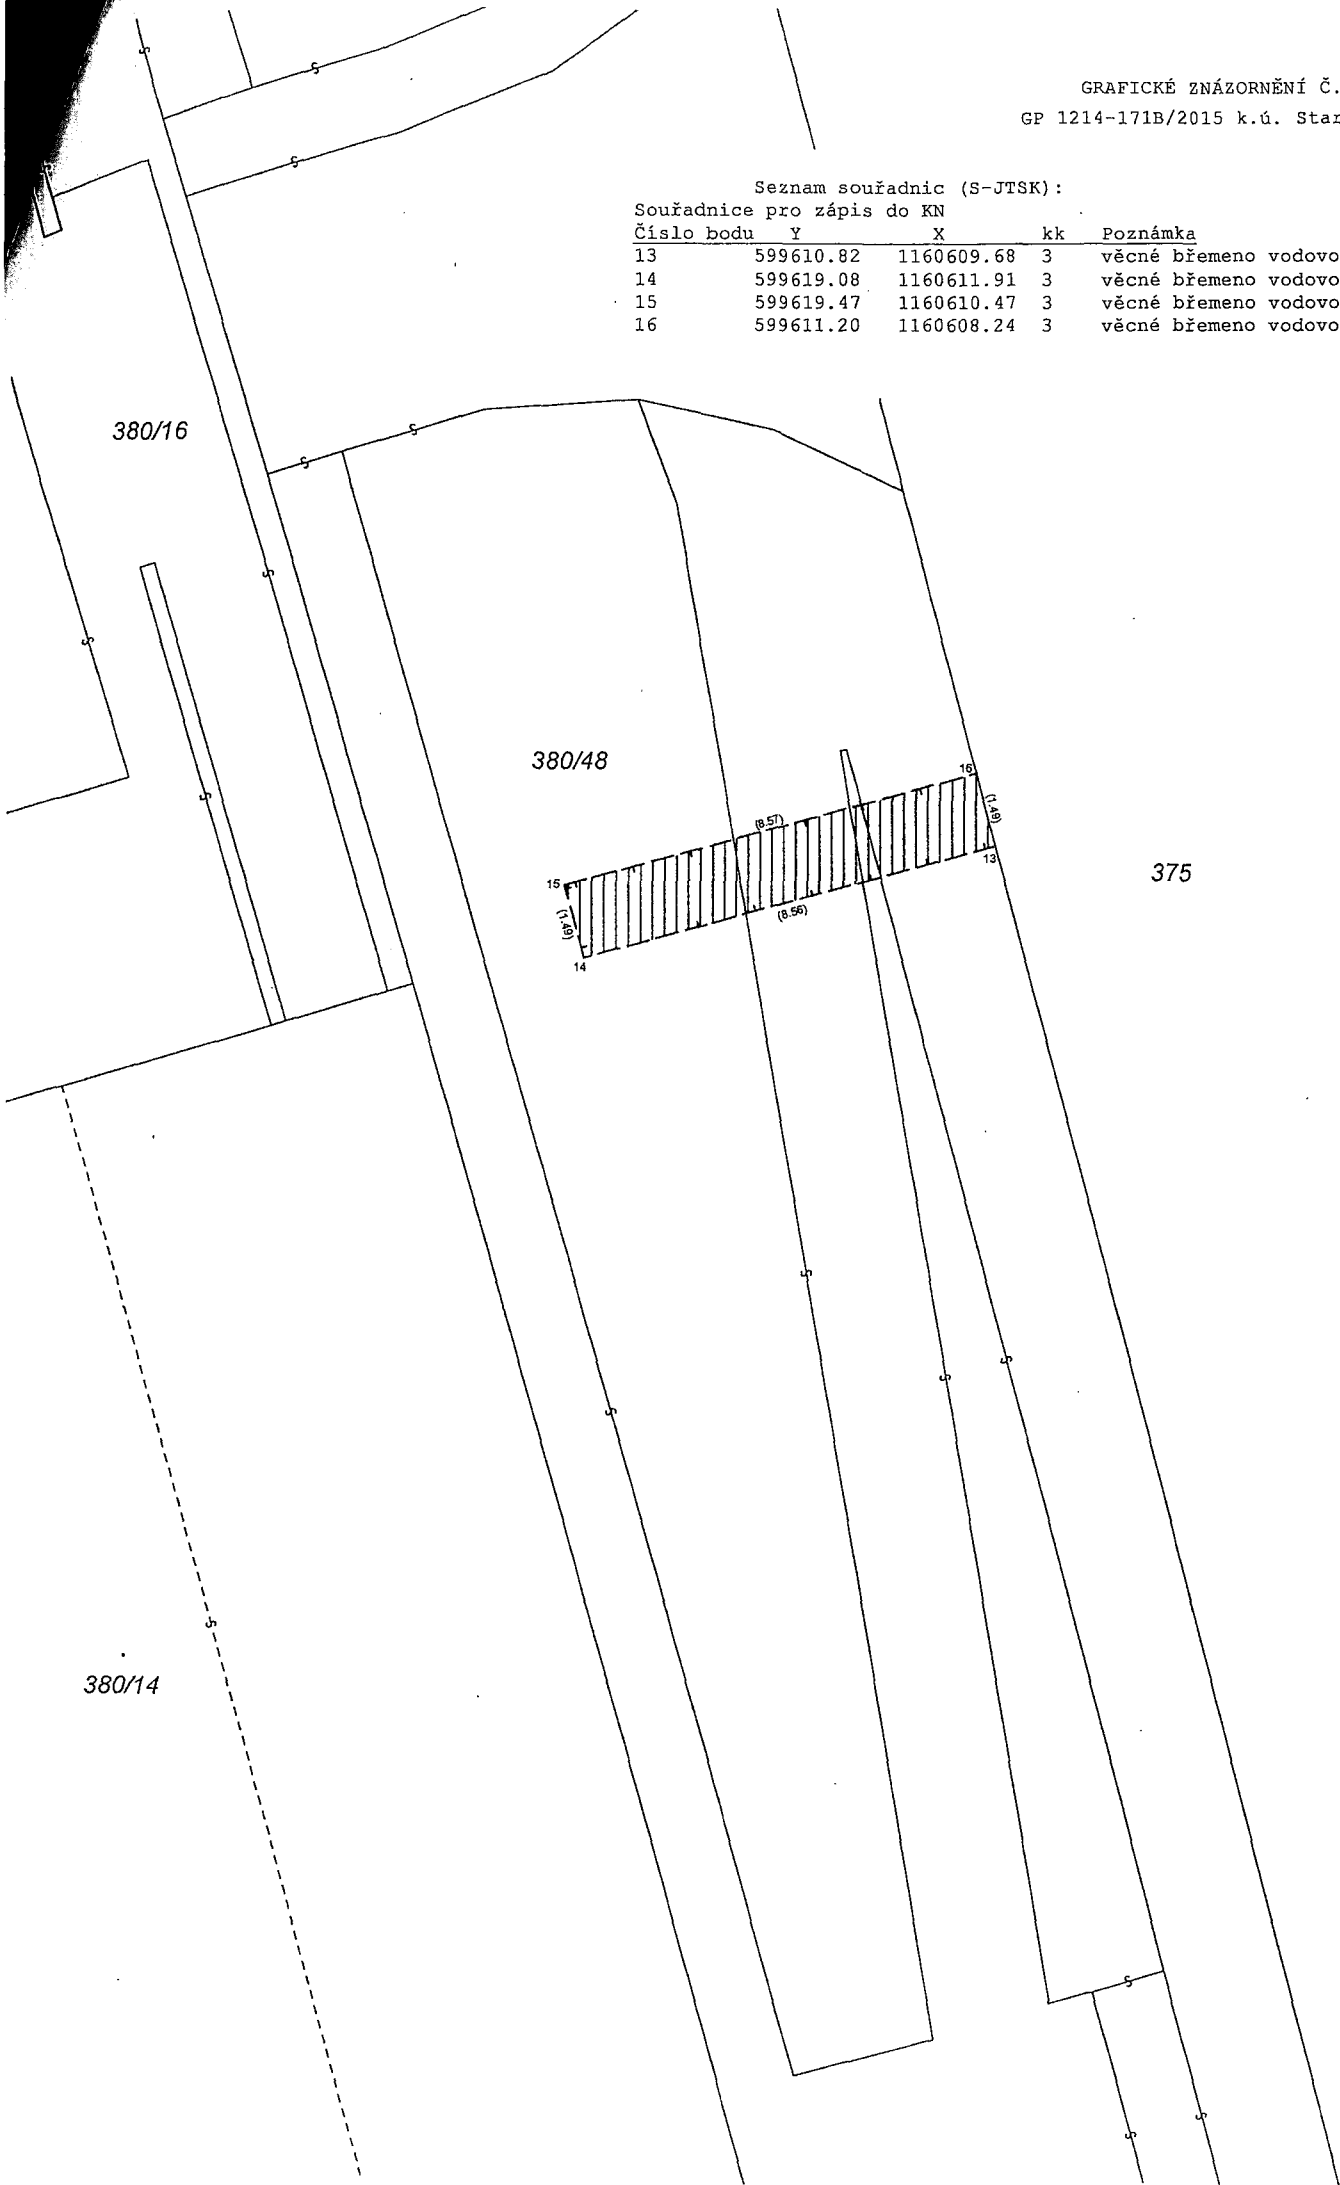 GRAFICKÉ ZNÁZORNĚNÍ Č.
GP 1214-171B/2015 k.ú. Star
Seznam souřadnic (S-JTSK):
Souřadnice pro zápis do KN
Číslo bodu Y X kk Poznámka
13 599610.82 1160609.68 3 věcné břemeno vodovo
14 599619.08 1160611.91 3 věcné břemeno vodovo
15 599619.47 1160610.47 3 věcné břemeno vodovo
16 599611.20 1160608.24 3 věcné břemeno vodovo
380/16
380/48
16
(1.49)
(8.57)
13
375
15
(1.49)
(8.56)
14
380/14